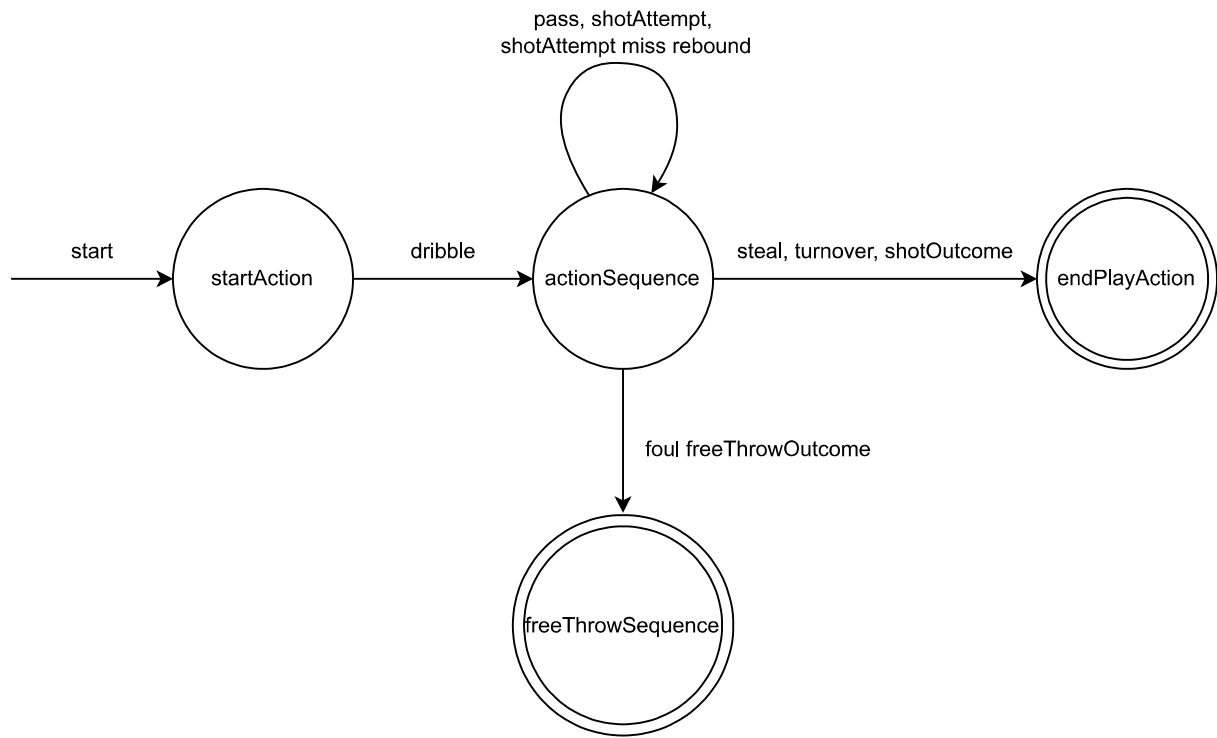 pass, shotAttempt,
shotAttempt miss rebound
start
dribble
steal, turnover, shotOutcome
startAction
actionSequence
endPlayAction
foul freeThrowOutcome
freeThrowSequence